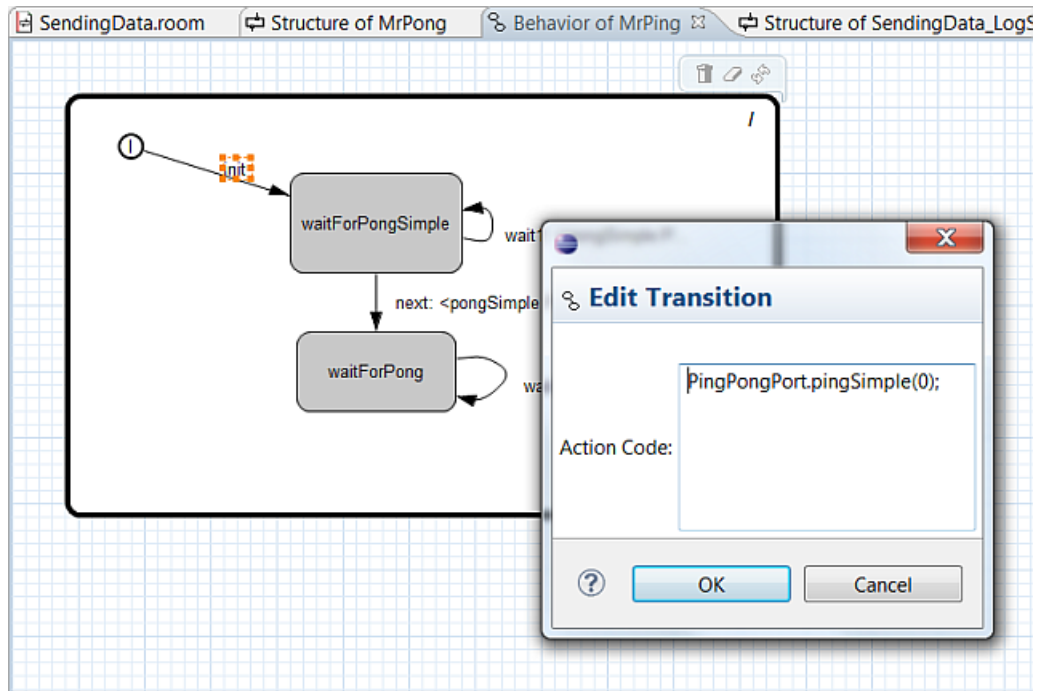 SendingData.room
Structure of MrPong
Behavior of MrPing
Structure of SendingData_LogS
/
I
init
waitForPongSimple
wait
next: <pongSimple
waitForPong
wa
Edit Transition
PingPongPort.pingSimple(0);
Action Code:
?
OK
Cancel